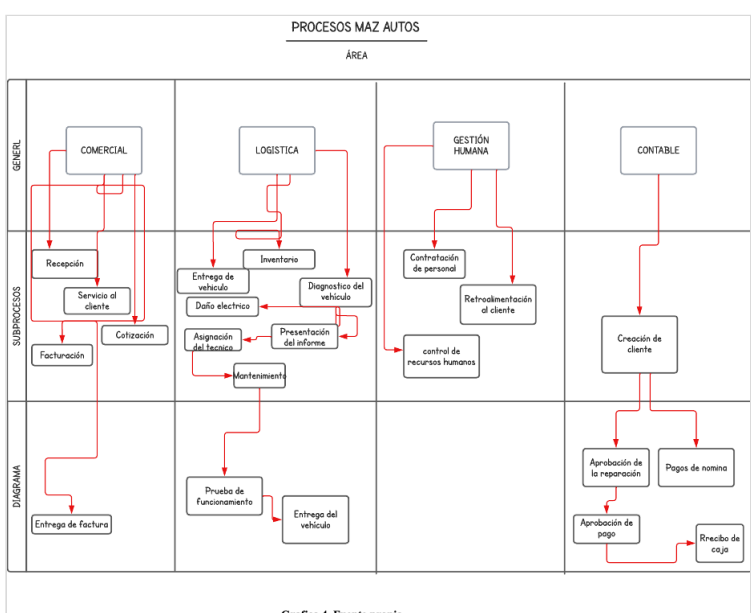 PROCESOS MAZ AUTOS
ÁREA
GENERL
COMERCIAL
LOGISTICA
GESTIÓN
HUMANA
CONTABLE
SUBPROCESOS
Recepción
Servicio al
cliente
Cotización
Facturación
Inventario
Entrega de
vehiculo
Diagnostico del
vehículo
Daño electrico
Presentación
del informe
Asignación
del tecnico
Mantenimiento
Contratación
de personal
Retroalimentación
al cliente
control de
recursos humanos
Creación de
cliente
DIAGRAMA
Entrega de factura
Prueba de
funcionamiento
Entrega del
vehículo
Aprobación de
la reparación
Pagos de nomina
Aprobación de
pago
Rrecibo de
caja